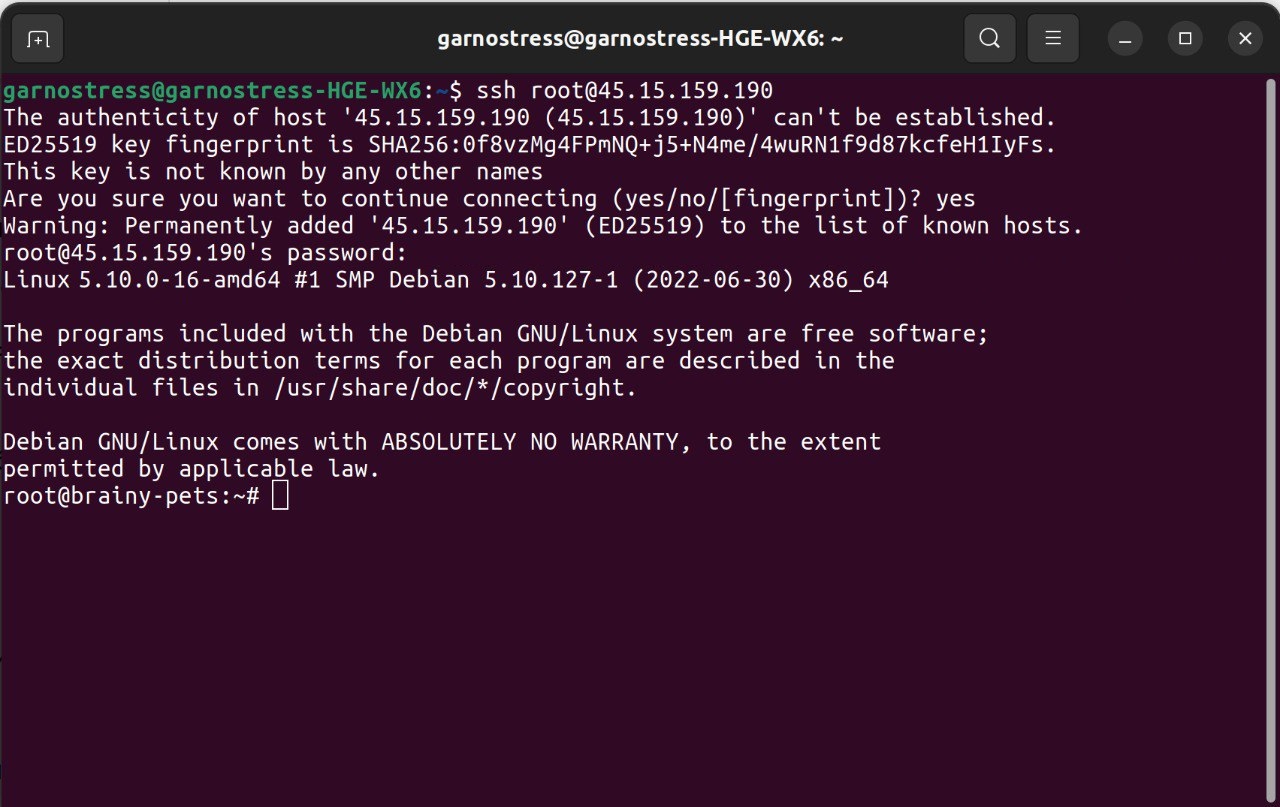 garnostress@garnostress-HGE-WX6: ~
garnostress@garnostress-HGE-WX6:~$ ssh root@45.15.159.190
The authenticity of host '45.15.159.190 (45.15.159.190)' can't be established.
ED25519 key fingerprint is SHA256:0f8vzMg4FPmNQ+j5+N4me/4wuRN1f9d87kcfeH1IyFs.
This key is not known by any other names
Are you sure you want to continue connecting (yes/no/[fingerprint])? yes
Warning: Permanently added '45.15.159.190' (ED25519) to the list of known hosts.
root@45.15.159.190's password:
Linux 5.10.0-16-amd64 #1 SMP Debian 5.10.127-1 (2022-06-30) x86_64
The programs included with the Debian GNU/Linux system are free software;
the exact distribution terms for each program are described in the
individual files in /usr/share/doc/*/copyright.
Debian GNU/Linux comes with ABSOLUTELY NO WARRANTY, to the extent
permitted by applicable law.
root@brainy-pets:~#